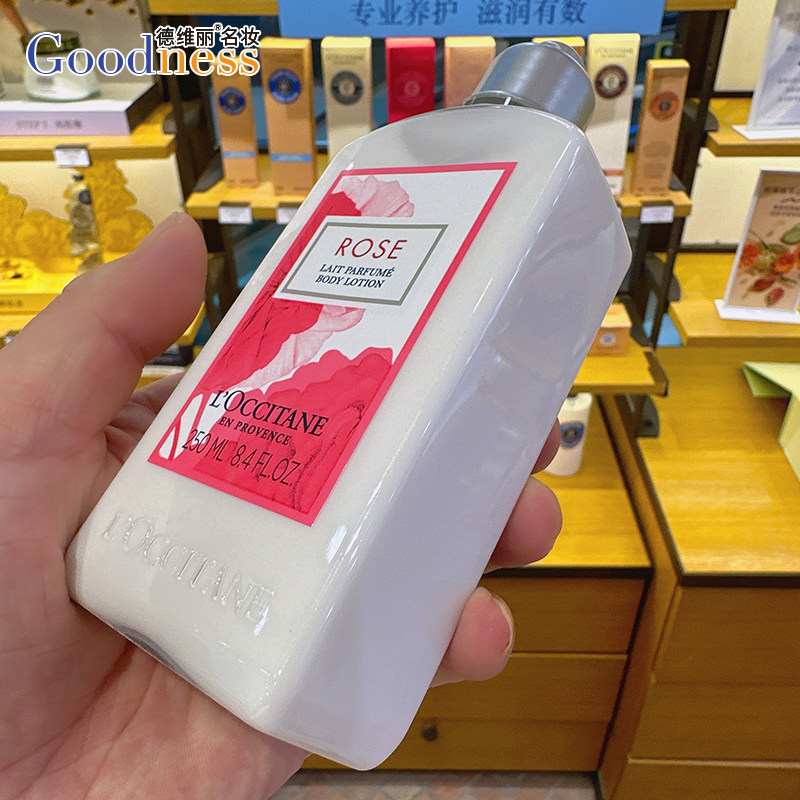 德维丽®名妆
Goodness
专业养护 滋润有数
ROSE
LAIT PARFUMÉ
BODY LOTION
L'OCCITANE
EN PROVENCE
250 ML 8.4 FL.OZ.
L'OCCITANE